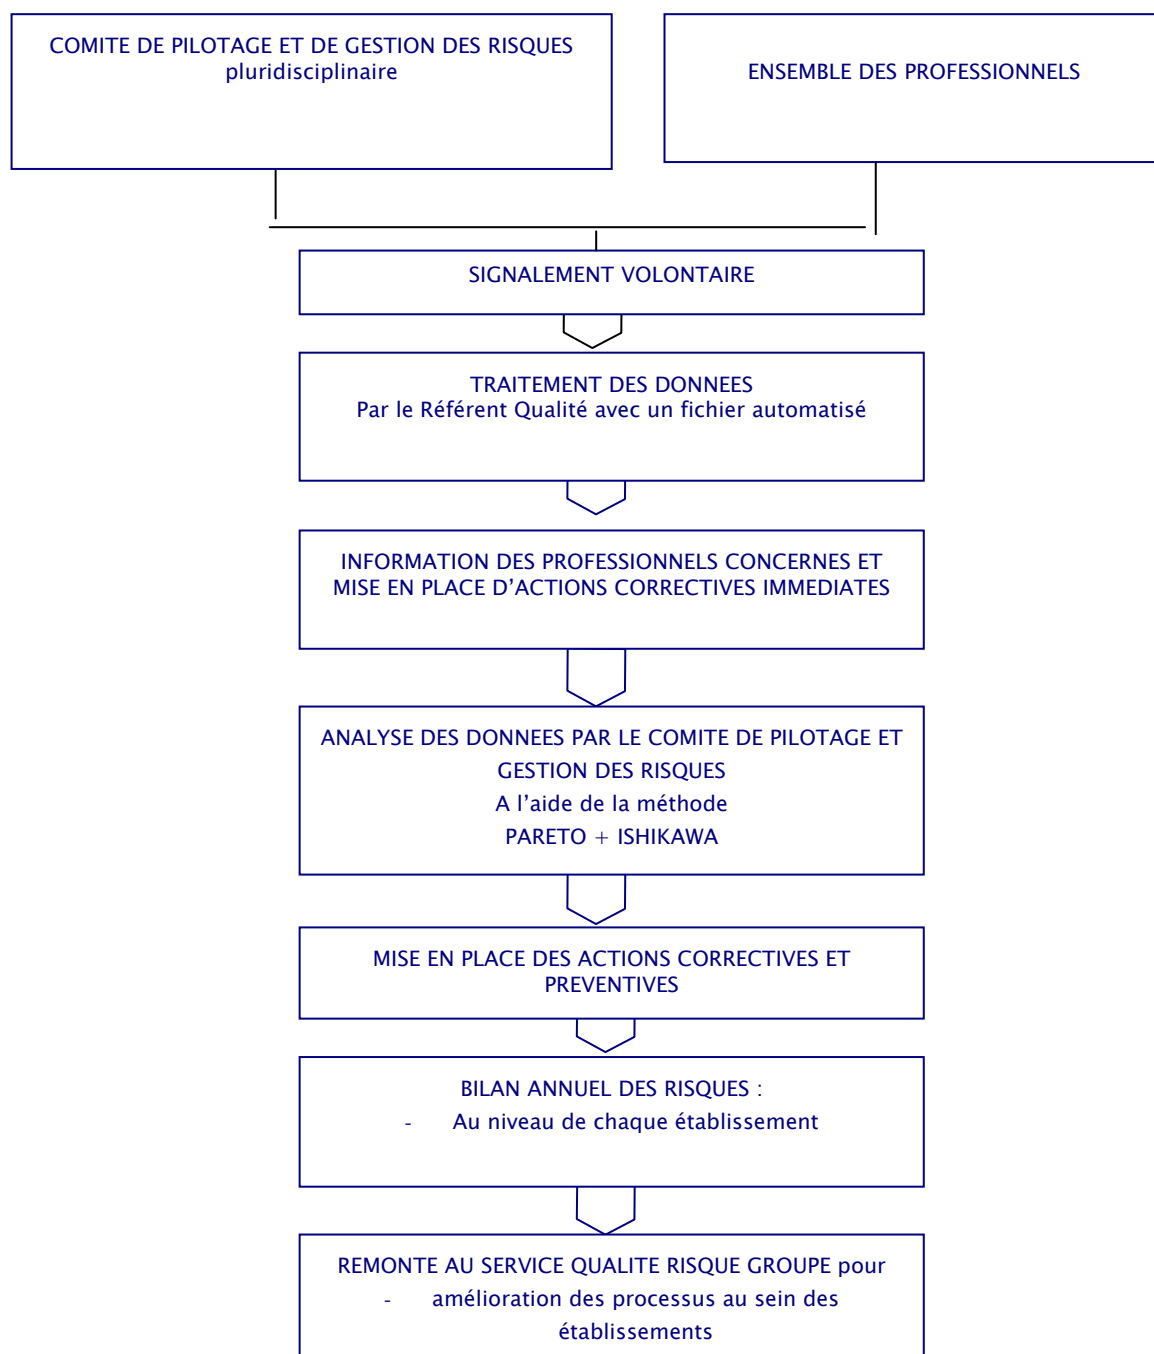 COMITE DE PILOTAGE ET DE GESTION DES RISQUES
pluridisciplinaire
ENSEMBLE DES PROFESSIONNELS
SIGNALEMENT VOLONTAIRE
TRAITEMENT DES DONNEES
Par le Référent Qualité avec un fichier automatisé
INFORMATION DES PROFESSIONNELS CONCERNES ET
MISE EN PLACE D’ACTIONS CORRECTIVES IMMEDIATES
ANALYSE DES DONNEES PAR LE COMITE DE PILOTAGE ET
GESTION DES RISQUES
A l’aide de la méthode
PARETO + ISHIKAWA
MISE EN PLACE DES ACTIONS CORRECTIVES ET
PREVENTIVES
BILAN ANNUEL DES RISQUES :
- Au niveau de chaque établissement
REMONTE AU SERVICE QUALITE RISQUE GROUPE pour
- amélioration des processus au sein des
établissements